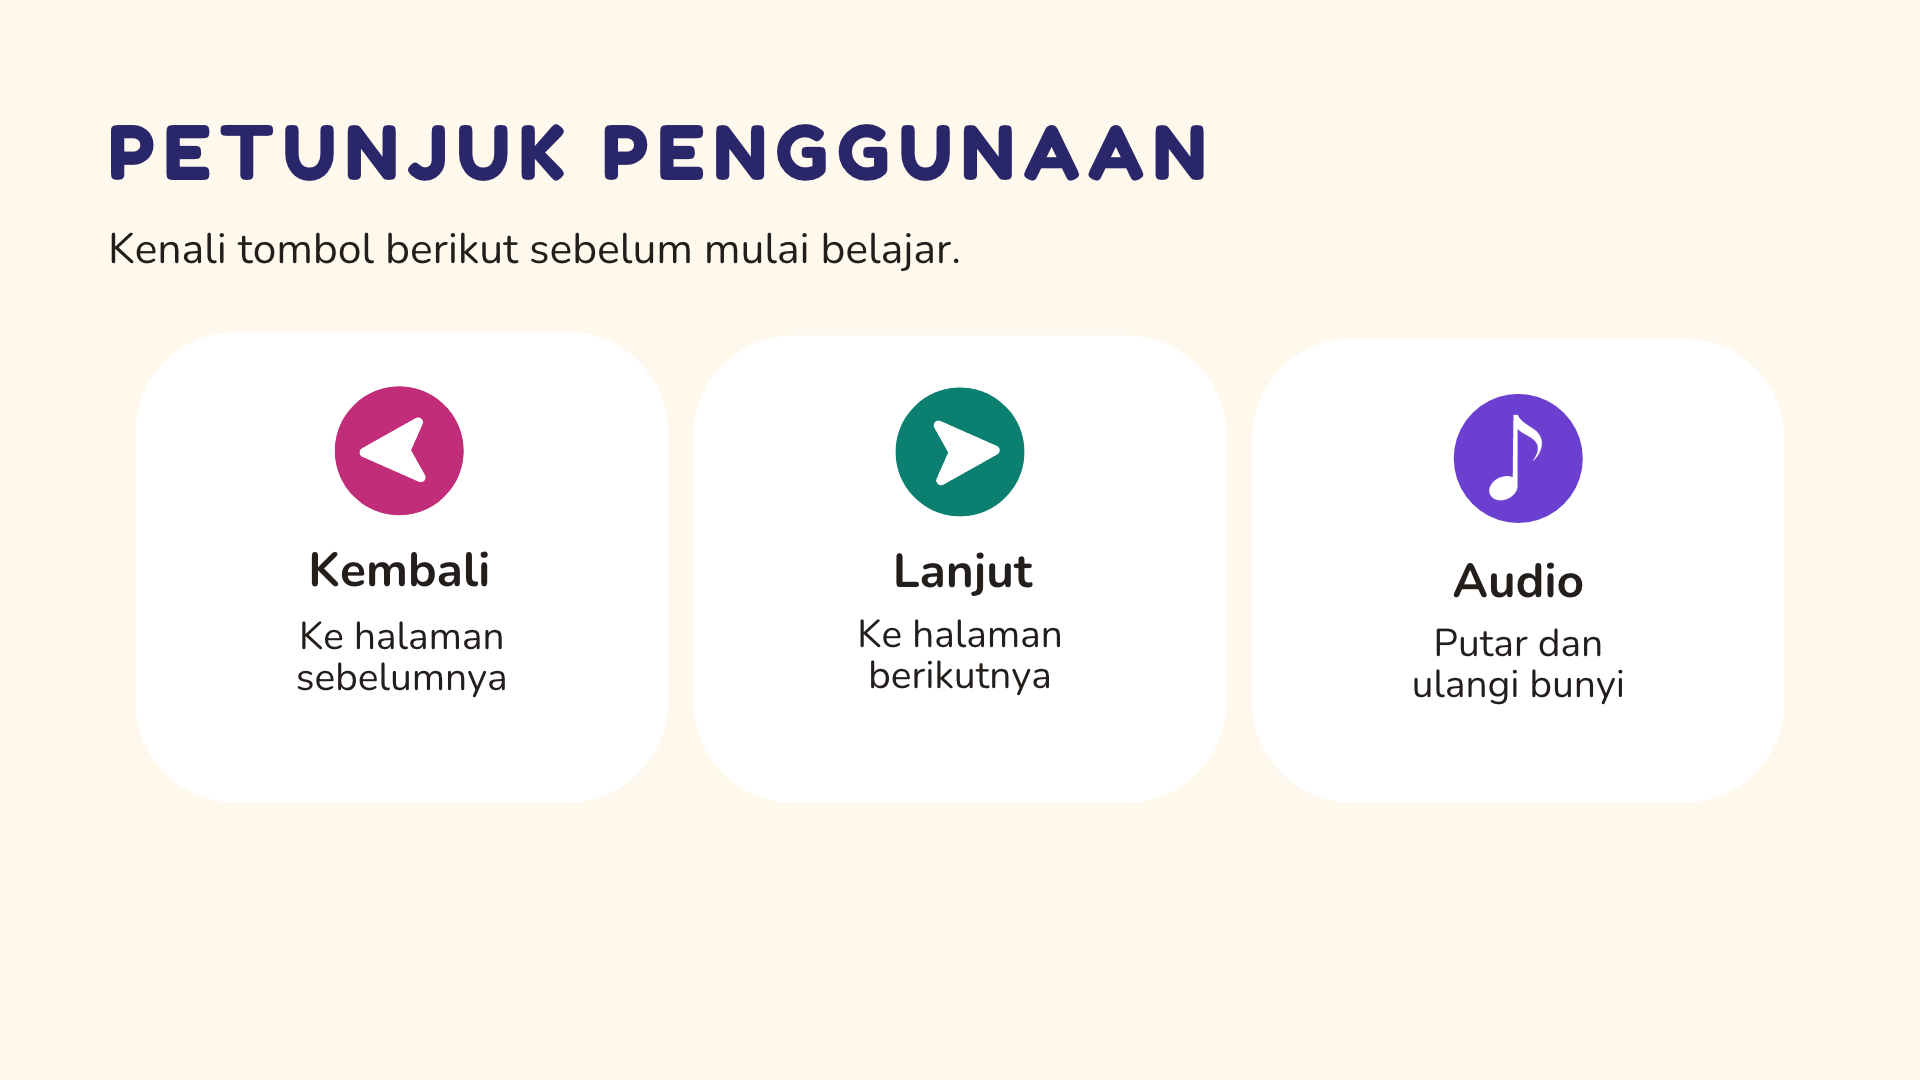 PETUNJUK PENGGUNAAN
Kenali tombol berikut sebelum mulai belajar.
Kembali
Ke halaman
sebelumnya
Lanjut
Ke halaman
berikutnya
Audio
Putar dan
ulangi bunyi